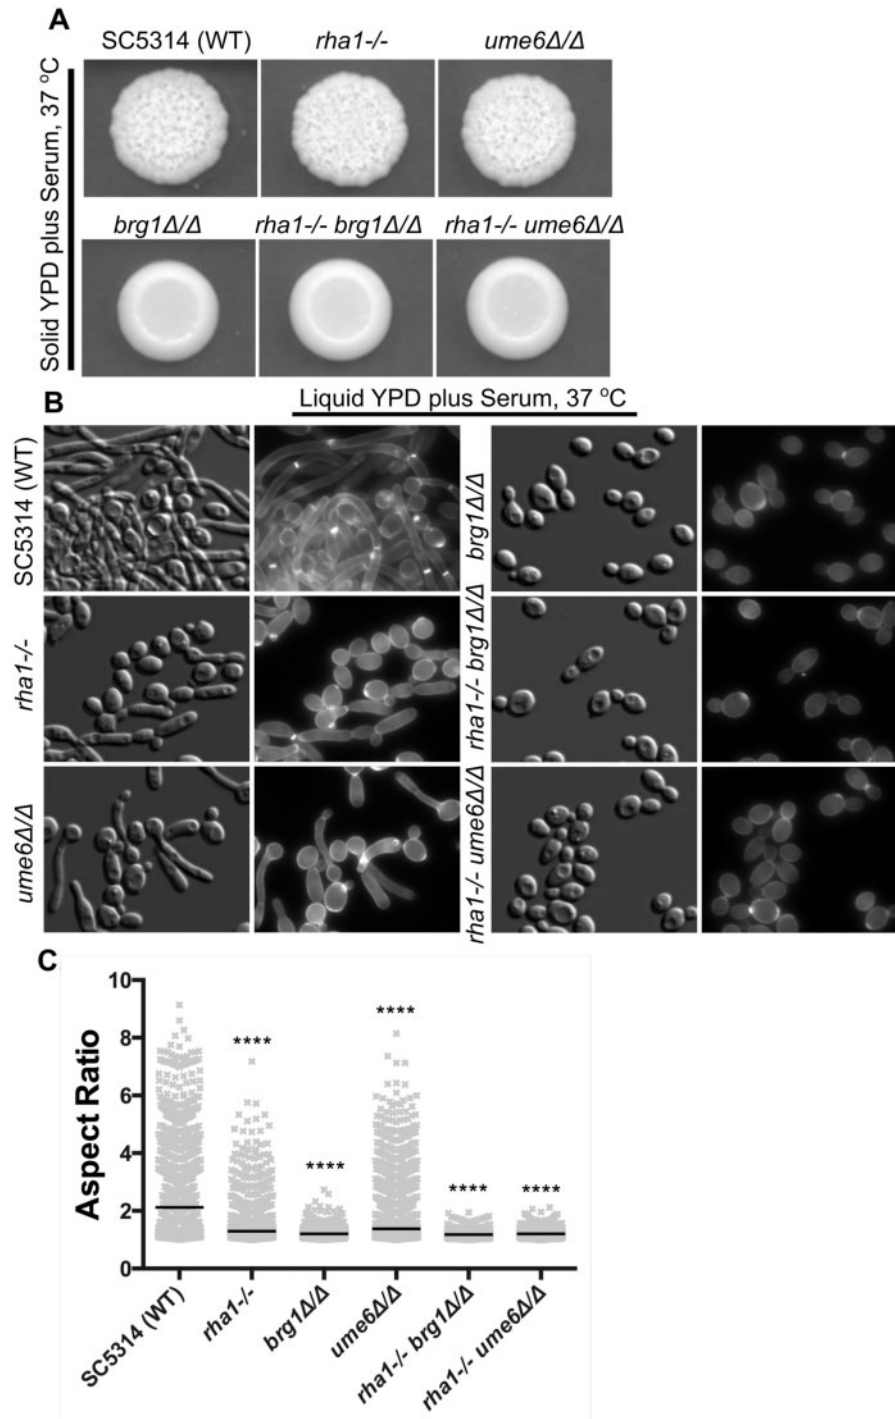 A
SC5314 (WT) rha1-/- ume6Δ/Δ
Solid YPD plus Serum, 37 °C
brg1Δ/Δ rha1-/- brg1Δ/Δ rha1-/- ume6Δ/Δ
B
Liquid YPD plus Serum, 37 °C
SC5314 (WT)
brg1Δ/Δ
rha1-/-
rha1-/- brg1Δ/Δ
ume6Δ/Δ
rha1-/- ume6Δ/Δ
C
10
8
6
4
2
0
Aspect Ratio
****
****
****
****
****
SC5314 (WT)
rha1-/-
brg1Δ/Δ
ume6Δ/Δ
rha1-/- brg1Δ/Δ
rha1-/- ume6Δ/Δ